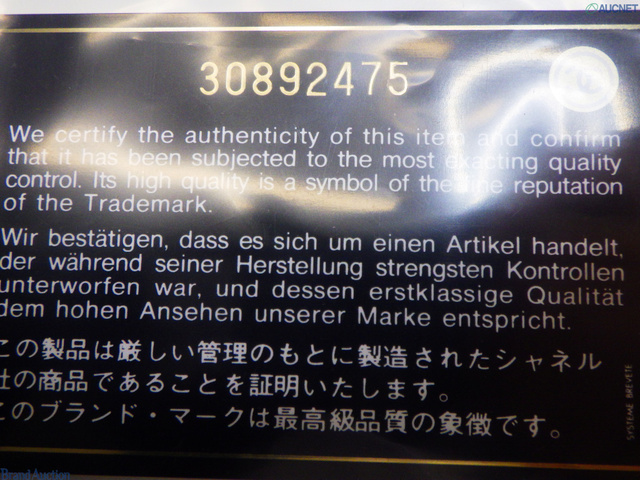 AUCNET
30892475
We certify the authenticity of this item and confirm
that it has been subjected to the most exacting quality
control. Its high quality is a symbol of the fine reputation
of the Trademark.
Wir bestätigen, dass es sich um einen Artikel handelt,
der während seiner Herstellung strengsten Kontrollen
unterworfen war, und dessen erstklassige Qualität
dem hohen Ansehen unserer Marke entspricht.
この製品は厳しい管理のもとに製造されたシャネル
社の商品であることを証明いたします。
このブランド・マークは最高級品質の象徴です。
SYSTEME BREVETE
Brand Auction